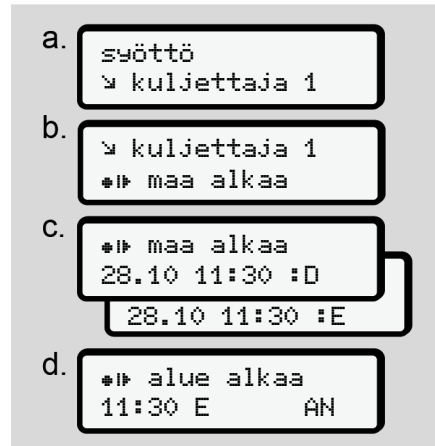 a.
syöttö
↘ kuljettaja 1
b.
↘ kuljettaja 1
●I▶ maa alkaa
c.
●I▶ maa alkaa
28.10 11:30 :D
28.10 11:30 :E
d.
●I▶ alue alkaa
11:30 E AN